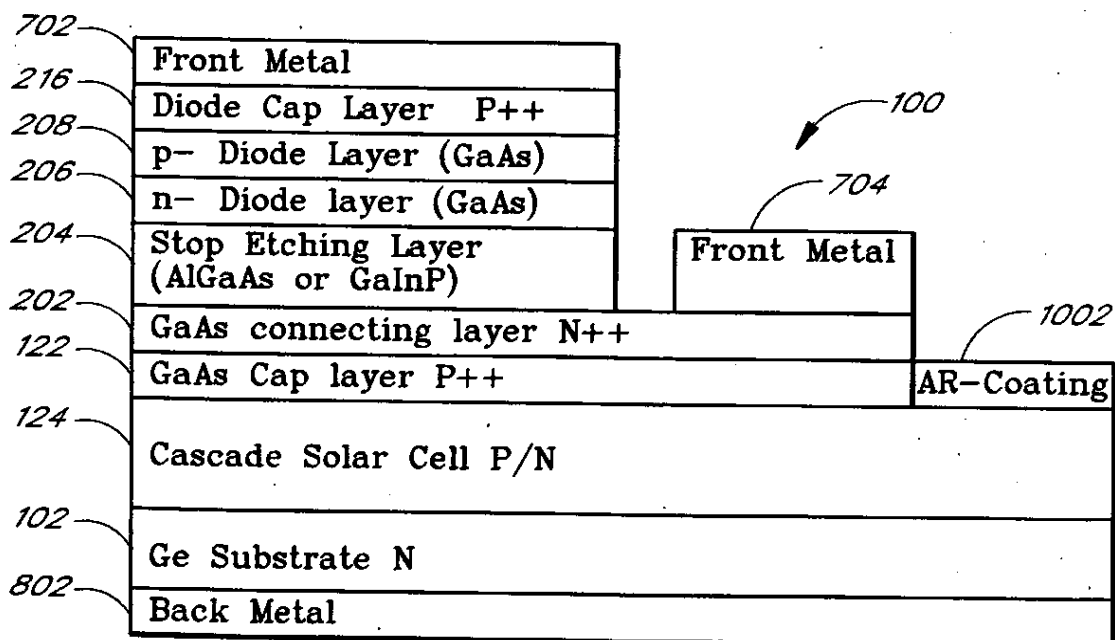 702
Front Metal
216
Diode Cap Layer P++
208
p- Diode Layer (GaAs)
100
206
n- Diode layer (GaAs)
704
204
Stop Etching Layer
(AlGaAs or GaInP)
Front Metal
202
GaAs connecting layer N++
1002
122
GaAs Cap layer P++
AR-Coating
124
Cascade Solar Cell P/N
102
Ge Substrate N
802
Back Metal